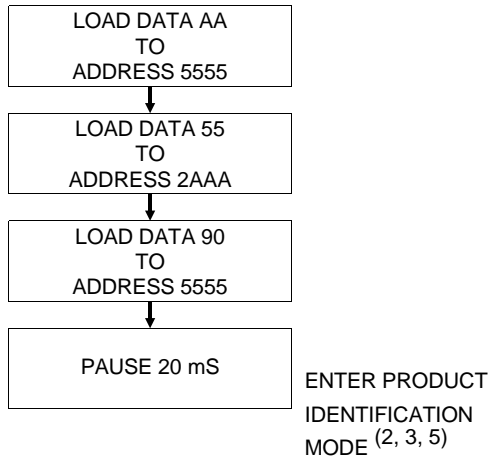 LOAD DATA AA
TO
ADDRESS 5555
LOAD DATA 55
TO
ADDRESS 2AAA
LOAD DATA 90
TO
ADDRESS 5555
PAUSE 20 mS
ENTER PRODUCT
IDENTIFICATION
MODE (2, 3, 5)